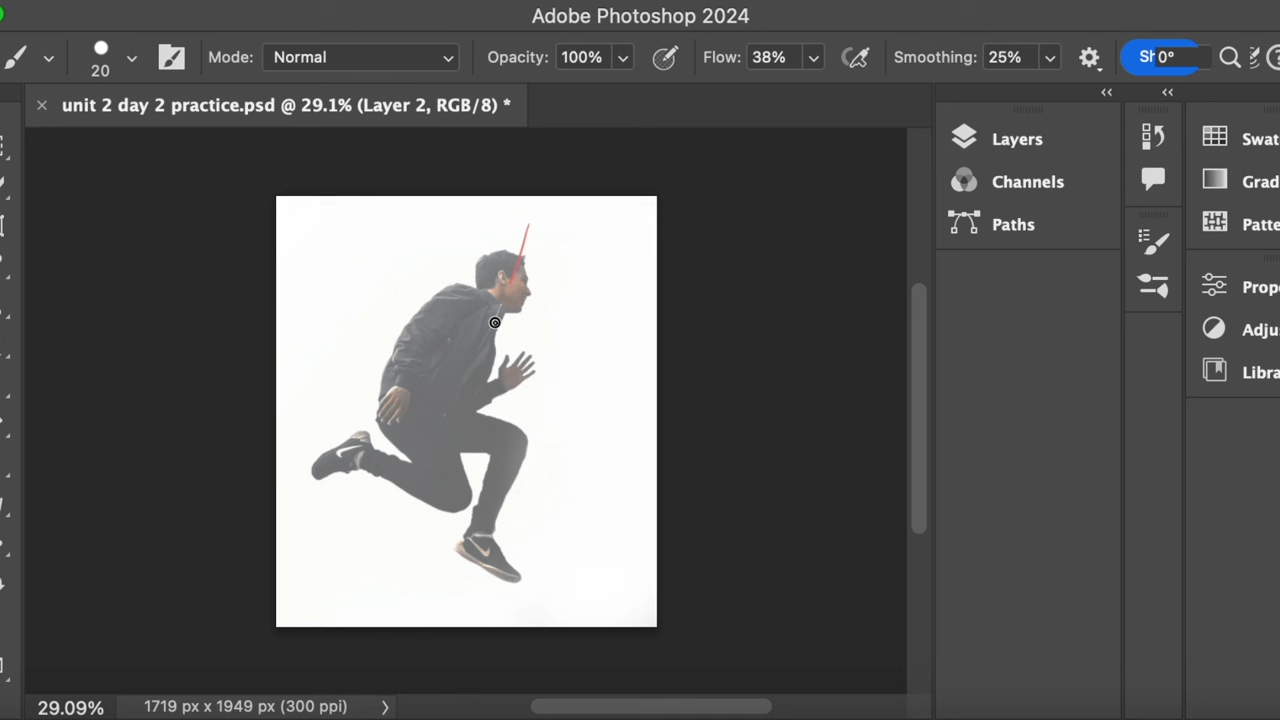 Adobe Photoshop 2024
20 Mode: Normal Opacity: 100% Flow: 38% Smoothing: 25% Sh 0°
× unit 2 day 2 practice.psd @ 29.1% (Layer 2, RGB/8) *
Layers
Channels
Paths
Swat
Grad
Patte
Prop
Adju
Libra
29.09% 1719 px x 1949 px (300 ppi)